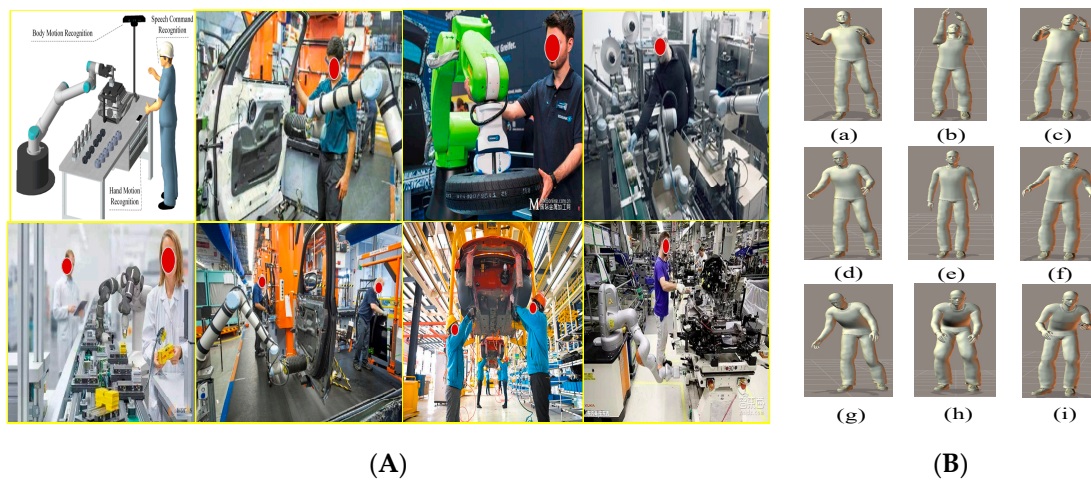 Speech Command
Recognition
Body Motion Recognition
Hand Motion
Recognition
(a)
(b)
(c)
(d)
(e)
(f)
(g)
(h)
(i)
(A)
(B)